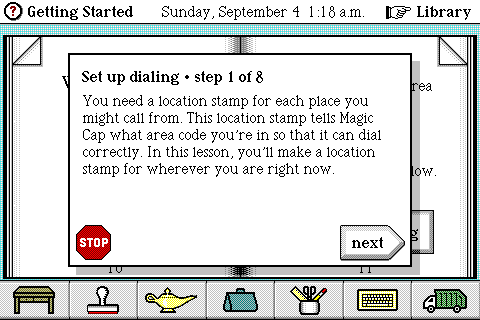 Getting Started Sunday, September 4 1:18 a.m. Library
Set up dialing • step 1 of 8
You need a location stamp for each place you
might call from. This location stamp tells Magic
Cap what area code you're in so that it can dial
correctly. In this lesson, you'll make a location
stamp for wherever you are right now.
STOP
next
10
11